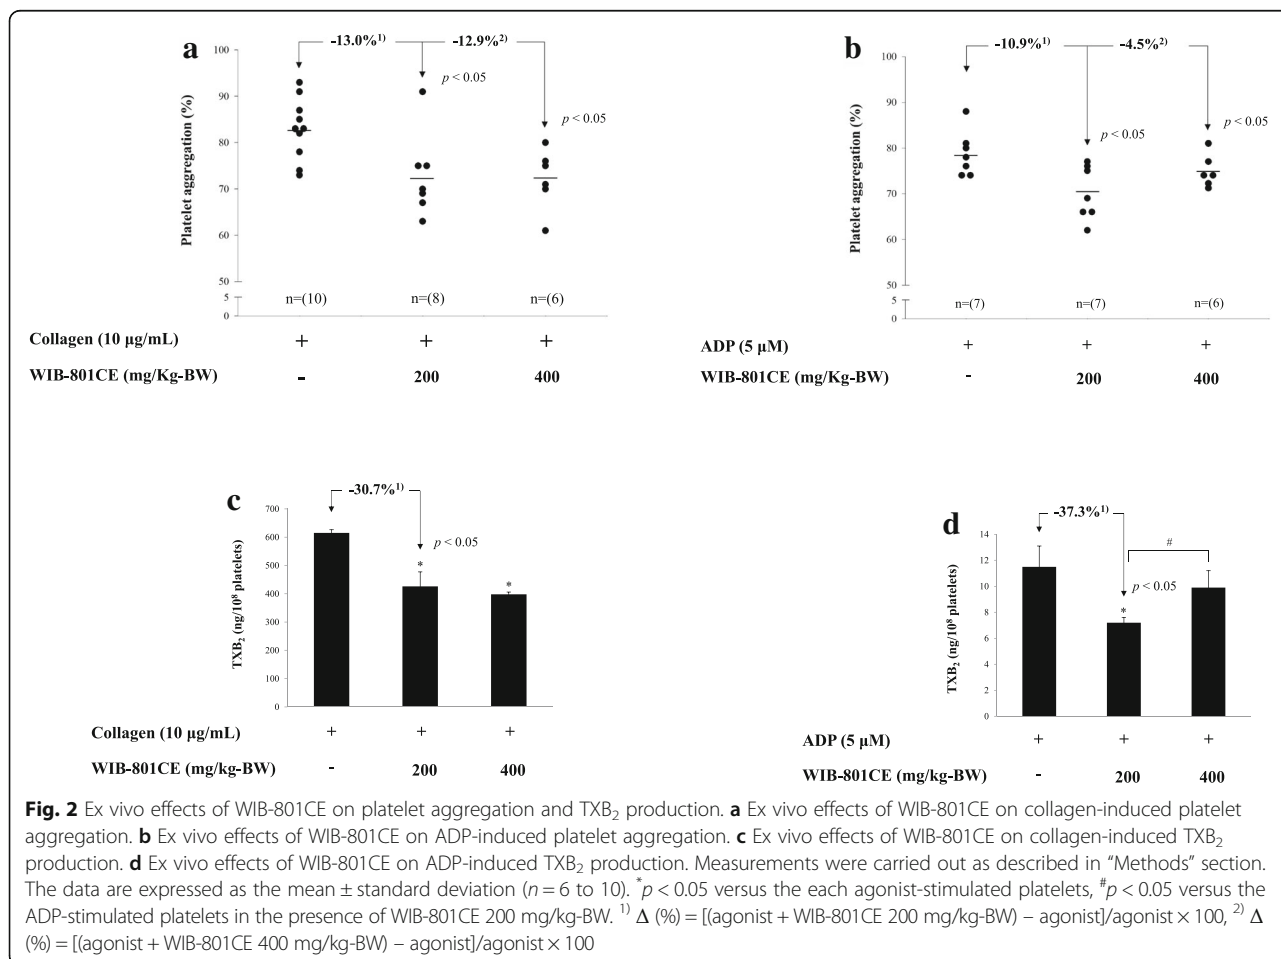 a
-13.0%1)
-12.9%2)
p < 0.05
p < 0.05
Platelet aggregation (%)
100
90
80
70
60
50
5
0
n=(10)
n=(8)
n=(6)
Collagen (10 µg/mL)
+
+
+
WIB-801CE (mg/Kg-BW)
-
200
400
b
-10.9%1)
-4.5%2)
p < 0.05
p < 0.05
Platelet aggregation (%)
100
90
80
70
60
50
5
0
n=(7)
n=(7)
n=(6)
ADP (5 µM)
+
+
+
WIB-801CE (mg/Kg-BW)
-
200
400
c
-30.7%1)
p < 0.05
*
*
TXB2 (ng/10⁸ platelets)
700
600
500
400
300
200
100
0
Collagen (10 µg/mL)
+
+
+
WIB-801CE (mg/kg-BW)
-
200
400
d
-37.3%1)
#
p < 0.05
*
TXB2 (ng/10⁸ platelets)
14
12
10
8
6
4
2
0
ADP (5 µM)
+
+
+
WIB-801CE (mg/kg-BW)
-
200
400
Fig. 2 Ex vivo effects of WIB-801CE on platelet aggregation and TXB2 production. a Ex vivo effects of WIB-801CE on collagen-induced platelet
aggregation. b Ex vivo effects of WIB-801CE on ADP-induced platelet aggregation. c Ex vivo effects of WIB-801CE on collagen-induced TXB2
production. d Ex vivo effects of WIB-801CE on ADP-induced TXB2 production. Measurements were carried out as described in “Methods” section.
The data are expressed as the mean ± standard deviation (n = 6 to 10). *p < 0.05 versus the each agonist-stimulated platelets, #p < 0.05 versus the
ADP-stimulated platelets in the presence of WIB-801CE 200 mg/kg-BW. 1) Δ (%) = [(agonist + WIB-801CE 200 mg/kg-BW) – agonist]/agonist × 100, 2) Δ
(%) = [(agonist + WIB-801CE 400 mg/kg-BW) – agonist]/agonist × 100